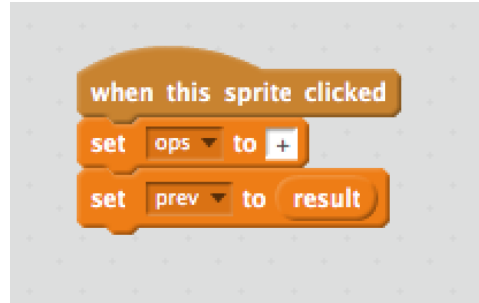 when this sprite clicked
set ops to +
set prev to result